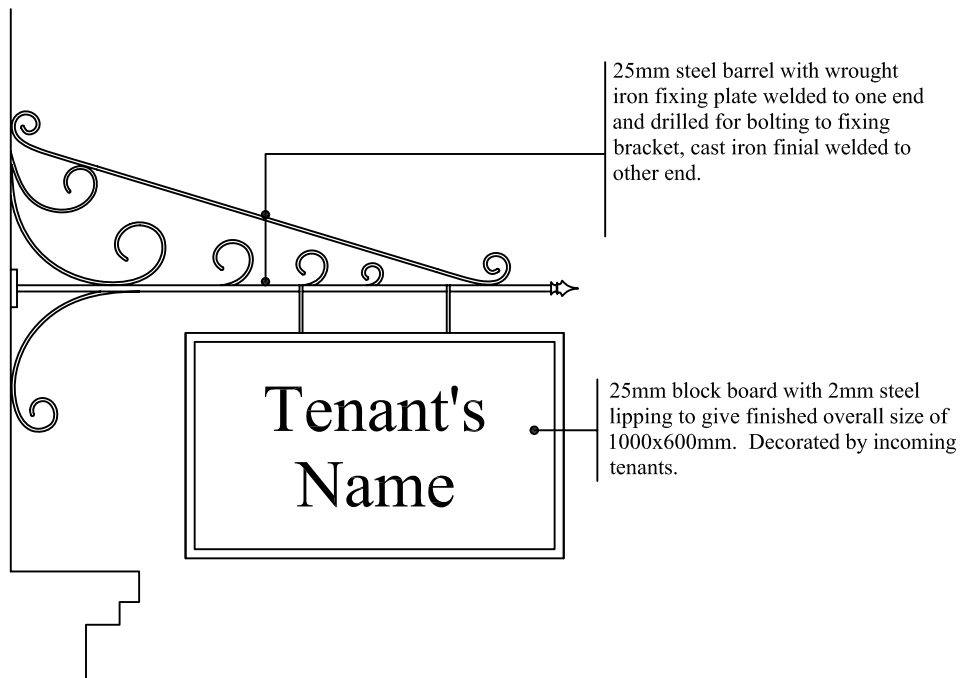 25mm steel barrel with wrought
iron fixing plate welded to one end
and drilled for bolting to fixing
bracket, cast iron finial welded to
other end.
Tenant's
Name
25mm block board with 2mm steel
lipping to give finished overall size of
1000x600mm.  Decorated by incoming
tenants.